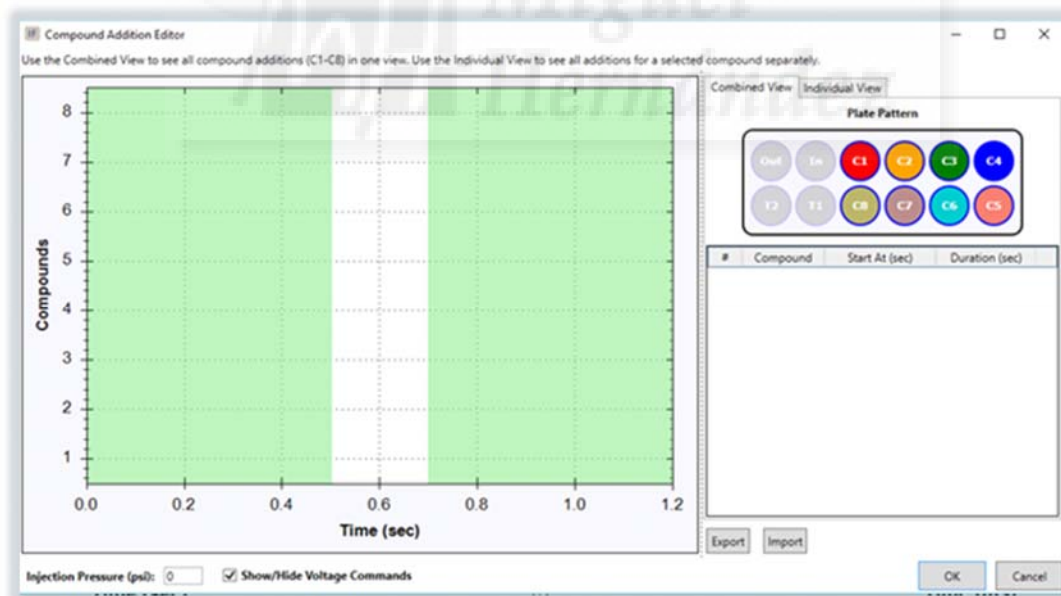 Miguel
Hernández
Compound Addition Editor
Use the Combined View to see all compound additions (C1-C8) in one view. Use the Individual View to see all additions for a selected compound separately.
Combined View Individual View
Plate Pattern
Out In C1 C2 C3 C4
T2 T1 C8 C7 C6 C5
# Compound Start At (sec) Duration (sec)
Compounds
8
7
6
5
4
3
2
1
0.0 0.2 0.4 0.6 0.8 1.0 1.2
Time (sec)
Export Import
Injection Pressure (psi): 0 Show/Hide Voltage Commands
OK Cancel